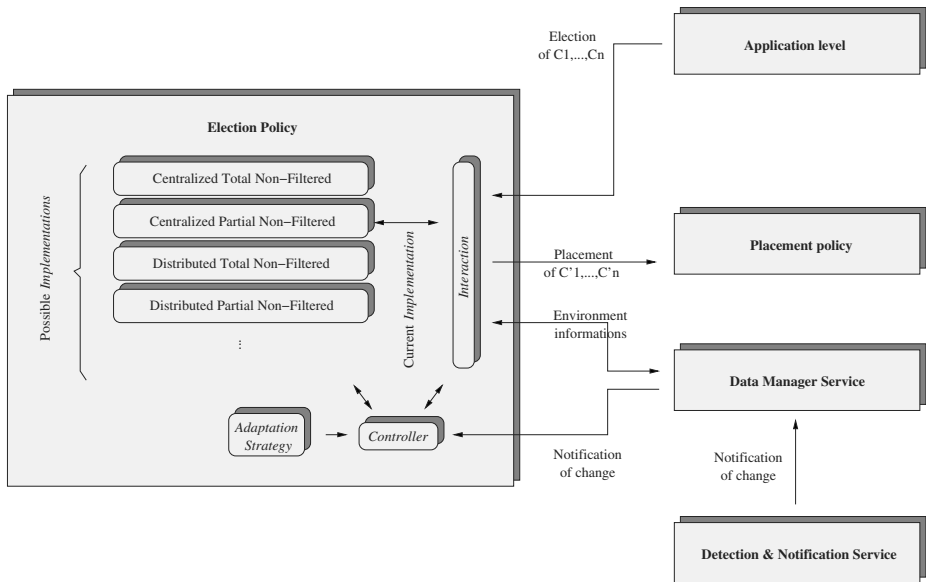 Election
of C1,...,Cn
Application level
Election Policy
Possible Implementations
Centralized Total Non−Filtered
Centralized Partial Non−Filtered
Distributed Total Non−Filtered
Distributed Partial Non−Filtered
...
Current Implementation
Interaction
Placement
of C'1,...,C'n
Placement policy
Environment
informations
Data Manager Service
Adaptation
Strategy
Controller
Notification
of change
Notification
of change
Detection & Notification Service